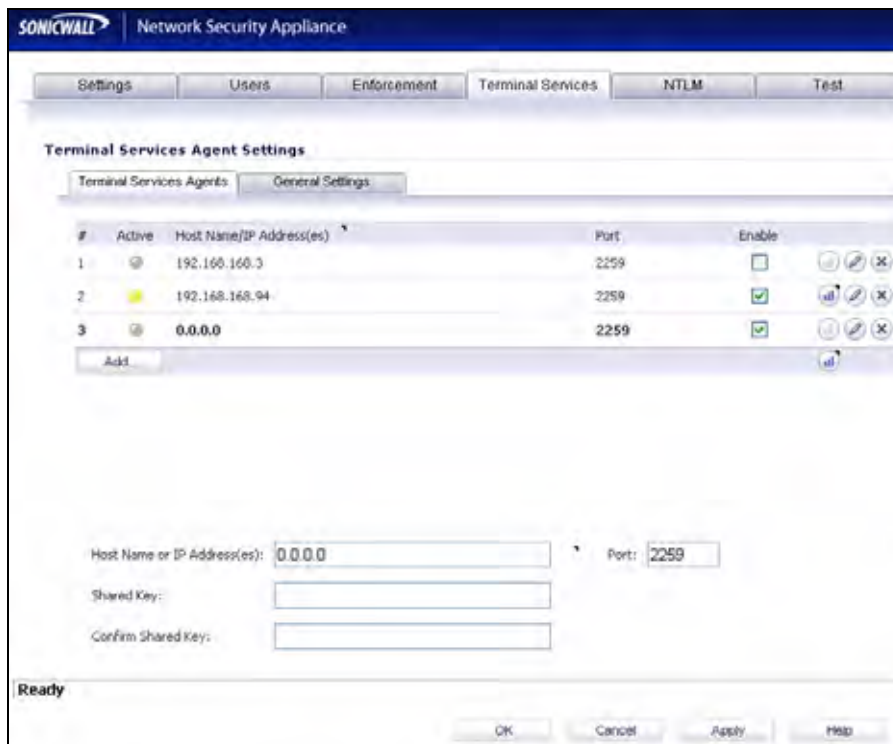 SONICWALL Network Security Appliance
Settings Users Enforcement Terminal Services NTLM Test
Terminal Services Agent Settings
Terminal Services Agents General Settings
# Active Host Name/IP Address(es) Port Enable
1 192.168.168.3 2259
2 192.168.168.94 2259
3 0.0.0.0 2259
Add...
Host Name or IP Address(es): 0.0.0.0 Port: 2259
Shared Key:
Confirm Shared Key:
Ready
OK Cancel Apply Help